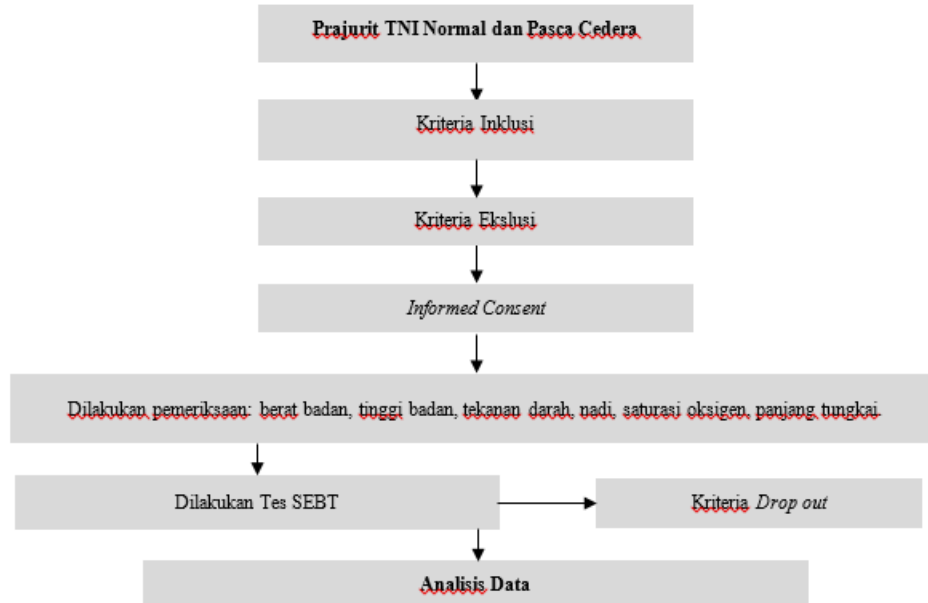 Prajurit TNI Normal dan Pasca Cedera
Kriteria Inklusi
Kriteria Ekslusi
Informed Consent
Dilakukan pemeriksaan: berat badan, tinggi badan, tekanan darah, nadi, saturasi oksigen, panjang tungkai
Dilakukan Tes SEBT
Kriteria Drop out
Analisis Data